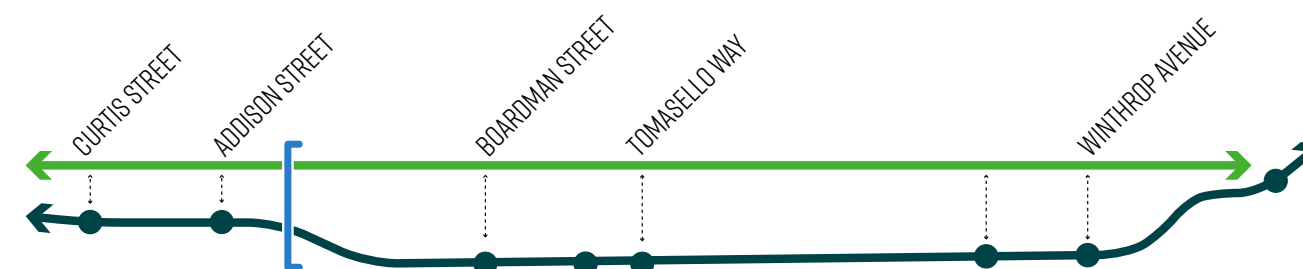 CURTIS STREET
ADDISON STREET
BOARDMAN STREET
TOMASELLO WAY
WINTHROP AVENUE